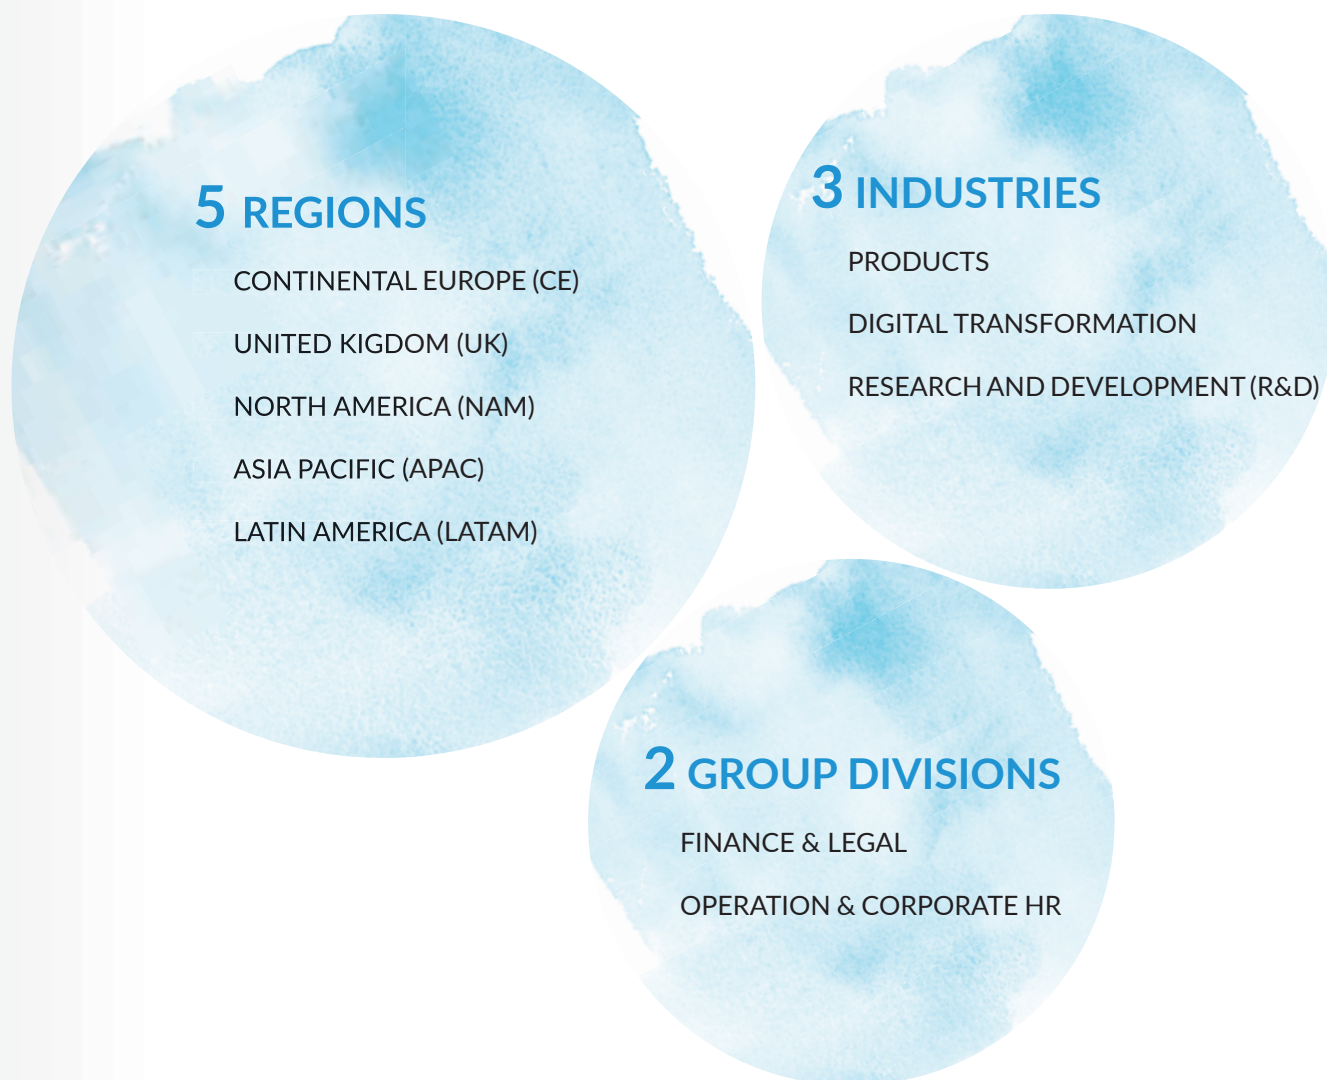 5 REGIONS
CONTINENTAL EUROPE (CE)
UNITED KIGDOM (UK)
NORTH AMERICA (NAM)
ASIA PACIFIC (APAC)
LATIN AMERICA (LATAM)
3 INDUSTRIES
PRODUCTS
DIGITAL TRANSFORMATION
RESEARCH AND DEVELOPMENT (R&D)
2 GROUP DIVISIONS
FINANCE & LEGAL
OPERATION & CORPORATE HR